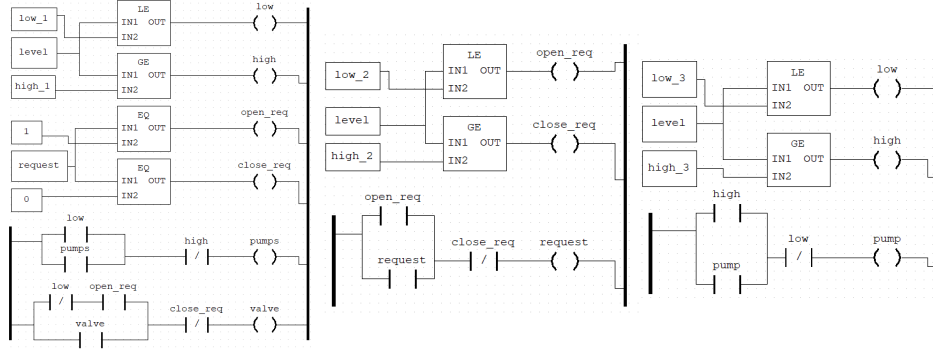 LE
low
low_1
IN1 OUT
IN2
level
GE
high
IN1 OUT
high_1
IN2
EQ
open_req
1
IN1 OUT
IN2
request
EQ
close_req
IN1 OUT
0
IN2
low
pumps
high
pumps
low
open_req
valve
close_req
valve
LE
open_req
low_2
IN1 OUT
IN2
level
GE
close_req
IN1 OUT
high_2
IN2
open_req
request
close_req
request
LE
low
low_3
IN1 OUT
IN2
level
GE
high
IN1 OUT
high_3
IN2
high
pump
low
pump